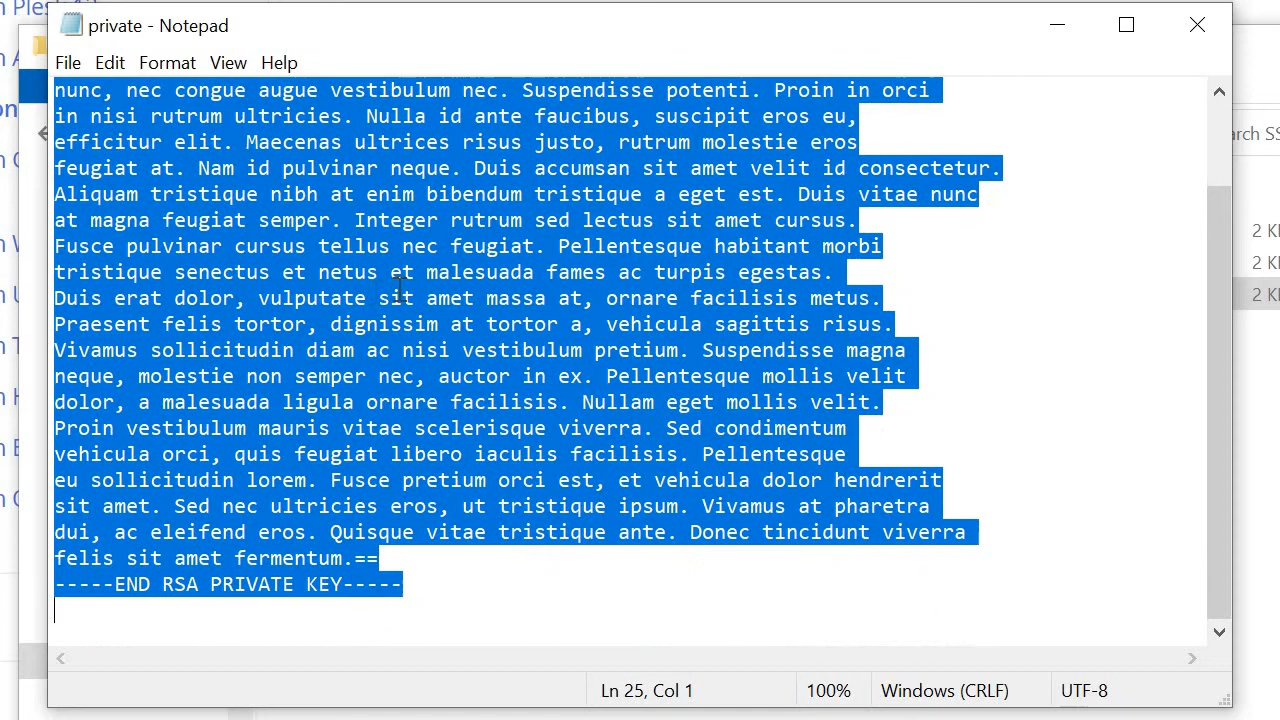 private - Notepad
File Edit Format View Help
nunc, nec congue augue vestibulum nec. Suspendisse potenti. Proin in orci
in nisi rutrum ultricies. Nulla id ante faucibus, suscipit eros eu,
efficitur elit. Maecenas ultrices risus justo, rutrum molestie eros
feugiat at. Nam id pulvinar neque. Duis accumsan sit amet velit id consectetur.
Aliquam tristique nibh at enim bibendum tristique a eget est. Duis vitae nunc
at magna feugiat semper. Integer rutrum sed lectus sit amet cursus.
Fusce pulvinar cursus tellus nec feugiat. Pellentesque habitant morbi
tristique senectus et netus et malesuada fames ac turpis egestas.
Duis erat dolor, vulputate sit amet massa at, ornare facilisis metus.
Praesent felis tortor, dignissim at tortor a, vehicula sagittis risus.
Vivamus sollicitudin diam ac nisi vestibulum pretium. Suspendisse magna
neque, molestie non semper nec, auctor in ex. Pellentesque mollis velit
dolor, a malesuada ligula ornare facilisis. Nullam eget mollis velit.
Proin vestibulum mauris vitae scelerisque viverra. Sed condimentum
vehicula orci, quis feugiat libero iaculis facilisis. Pellentesque
eu sollicitudin lorem. Fusce pretium orci est, et vehicula dolor hendrerit
sit amet. Sed nec ultricies eros, ut tristique ipsum. Vivamus at pharetra
dui, ac eleifend eros. Quisque vitae tristique ante. Donec tincidunt viverra
felis sit amet fermentum.==
-----END RSA PRIVATE KEY-----
Ln 25, Col 1 100% Windows (CRLF) UTF-8